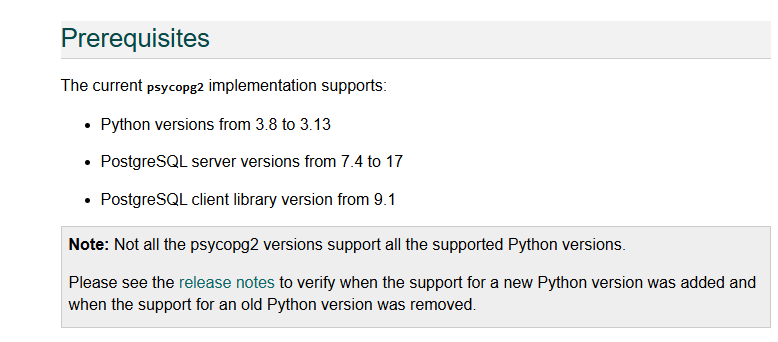 Prerequisites
The current psycopg2 implementation supports:
• Python versions from 3.8 to 3.13
• PostgreSQL server versions from 7.4 to 17
• PostgreSQL client library version from 9.1
Note: Not all the psycopg2 versions support all the supported Python versions.
Please see the release notes to verify when the support for a new Python version was added and
when the support for an old Python version was removed.